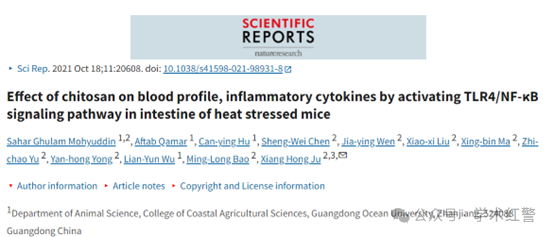 SCIENTIFIC
REPORTS
natureresearch
Sci Rep. 2021 Oct 18;11:20608. doi: 10.1038/s41598-021-98931-8
Effect of chitosan on blood profile, inflammatory cytokines by activating TLR4/NF-κB
signaling pathway in intestine of heat stressed mice
Sahar Ghulam Mohyuddin 1,2, Aftab Qamar 1, Can-ying Hu 1, Sheng-Wei Chen 2, Jia-ying Wen 2, Xiao-xi Liu 2, Xing-bin Ma 2, Zhi-
chao Yu 2, Yan-hong Yong 2, Lian-Yun Wu 1, Ming-Long Bao 2, Xiang Hong Ju 2,3,
Author information Article notes Copyright and License information
1Department of Animal Science, College of Coastal Agricultural Sciences, Guangdong Ocean University, Zhanjiang, 524088
Guangdong China
公众号 学术红警